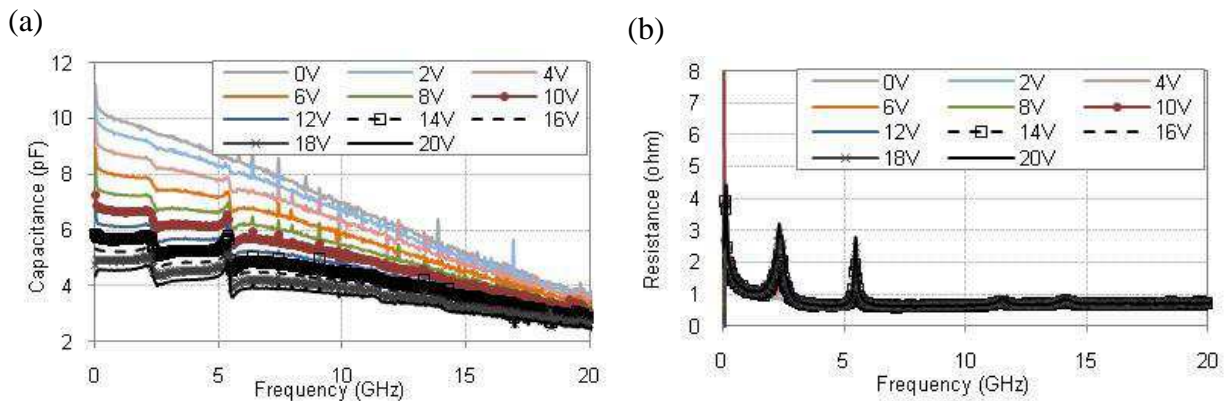 (a)
12
10
8
6
4
2
Capacitance (pF)
0V 2V 4V
6V 8V 10V
12V 14V 16V
18V 20V
0 5 10 15 20
Frequency (GHz)
(b)
8
7
6
5
4
3
2
1
0
Resistance (ohm)
0V 2V 4V
6V 8V 10V
12V 14V 16V
18V 20V
0 5 10 15 20
Frequency (GHz)